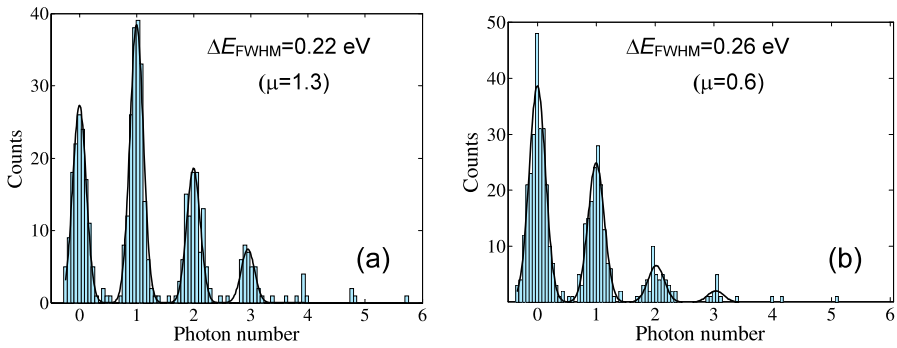 40
30
20
10
0
Counts
ΔE_FWHM=0.22 eV
(μ=1.3)
(a)
0 1 2 3 4 5 6
Photon number
50
40
30
20
10
Counts
ΔE_FWHM=0.26 eV
(μ=0.6)
(b)
0 1 2 3 4 5 6
Photon number